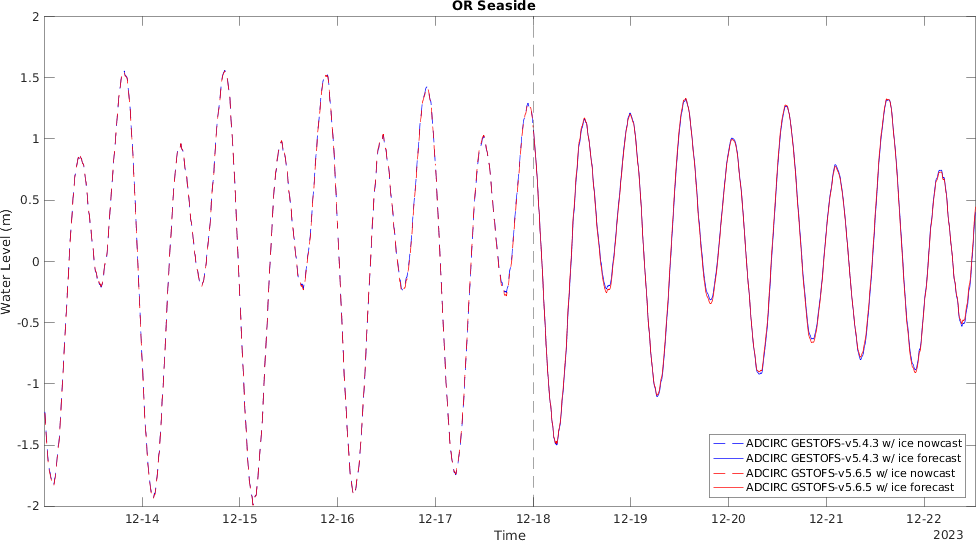 OR Seaside
2
1.5
1
0.5
0
-0.5
-1
-1.5
-2
Water Level (m)
12-14 12-15 12-16 12-17 12-18 12-19 12-20 12-21 12-22
Time
2023
ADCIRC GESTOFS-v5.4.3 w/ ice nowcast
ADCIRC GESTOFS-v5.4.3 w/ ice forecast
ADCIRC GSTOFS-v5.6.5 w/ ice nowcast
ADCIRC GSTOFS-v5.6.5 w/ ice forecast